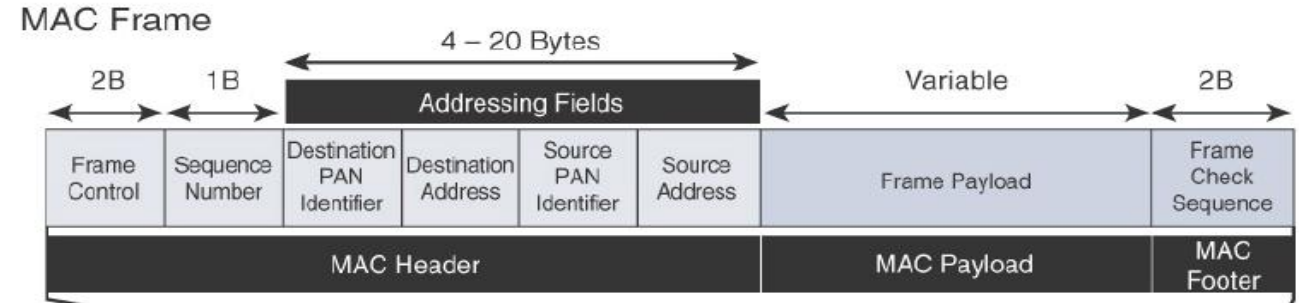 MAC Frame
4 – 20 Bytes
2B
1B
Addressing Fields
Variable
2B
Frame
Control
Sequence
Number
Destination
PAN
Identifier
Destination
Address
Source
PAN
Identifier
Source
Address
Frame Payload
Frame
Check
Sequence
MAC Header
MAC Payload
MAC
Footer